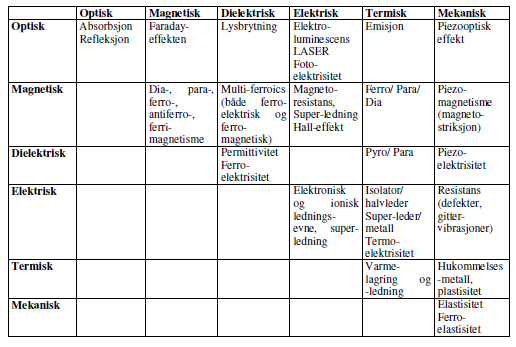 Optisk
Magnetisk
Dielektrisk
Elektrisk
Termisk
Mekanisk
Optisk
Absorbsjon
Refleksjon
Faraday-
effekten
Lysbrytning
Elektro-
luminescens
LASER
Foto-
elektrisitet
Emisjon
Piezooptisk
effekt
Magnetisk
Dia-, para-,
ferro-,
antiferro-,
ferri-
magnetisme
Multi-ferroics
(både ferro-
elektrisk og
ferro-
magnetisk)
Magneto-
resistans,
Super-ledning
Hall-effekt
Ferro/ Para/
Dia
Piezo-
magnetisme
(magneto-
striksjon)
Dielektrisk
Permittivitet
Ferro-
elektrisitet
Pyro/ Para
Piezo-
elektrisitet
Elektrisk
Elektronisk
og ionisk
lednings-
evne, super-
ledning
Isolator/
halvleder
Super-leder/
metall
Termo-
elektrisitet
Resistans
(defekter,
gitter-
vibrasjoner)
Termisk
Varme-
lagring og
-ledning
Hukommelses
-metall,
plastisitet
Mekanisk
Elastisitet
Ferro-
elastisitet